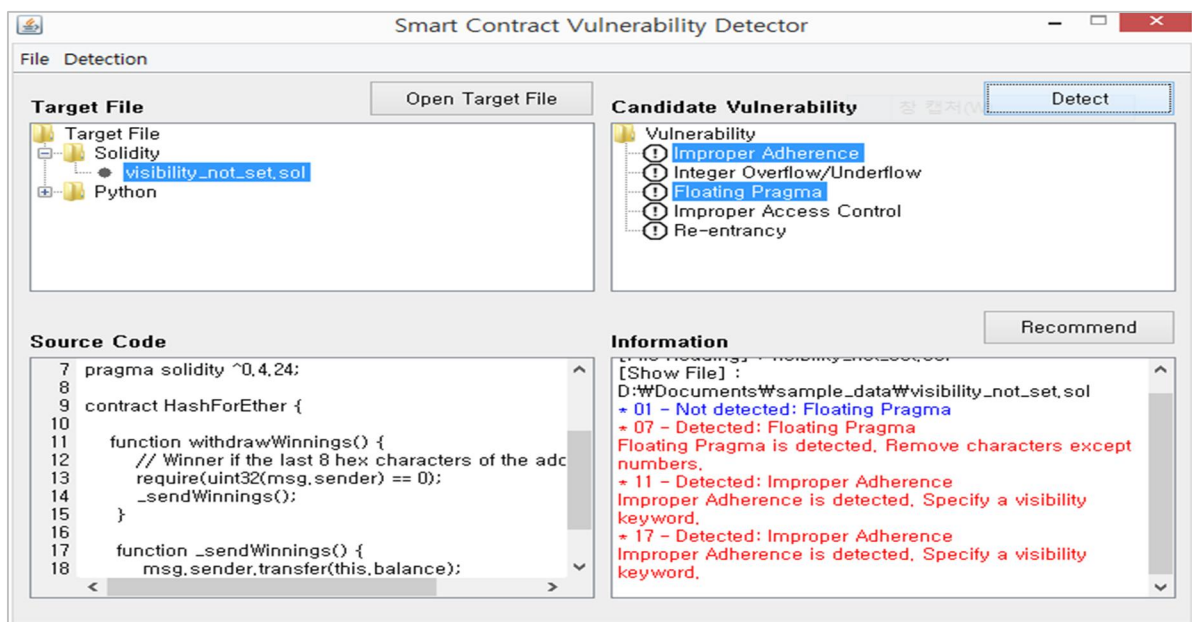 Smart Contract Vulnerability Detector
File Detection
Target File
Open Target File
Target File
Solidity
visibility_not_set,sol
Python
Candidate Vulnerability
Detect
Vulnerability
Improper Adherence
Integer Overflow/Underflow
Floating Pragma
Improper Access Control
Re-entrancy
Source Code
7 pragma solidity ^0,4,24;
8
9 contract HashForEther {
10
11 function withdrawWinnings() {
12 // Winner if the last 8 hex characters of the add
13 require(uint32(msg,sender) == 0);
14 _sendWinnings();
15 }
16
17 function _sendWinnings() {
18 msg,sender,transfer(this,balance);
Information
Recommend
[Show File] :
D:₩Documents₩sample_data₩visibility_not_set,sol
* 01 - Not detected: Floating Pragma
* 07 - Detected: Floating Pragma
Floating Pragma is detected, Remove characters except
numbers,
* 11 - Detected: Improper Adherence
Improper Adherence is detected, Specify a visibility
keyword,
* 17 - Detected: Improper Adherence
Improper Adherence is detected, Specify a visibility
keyword,